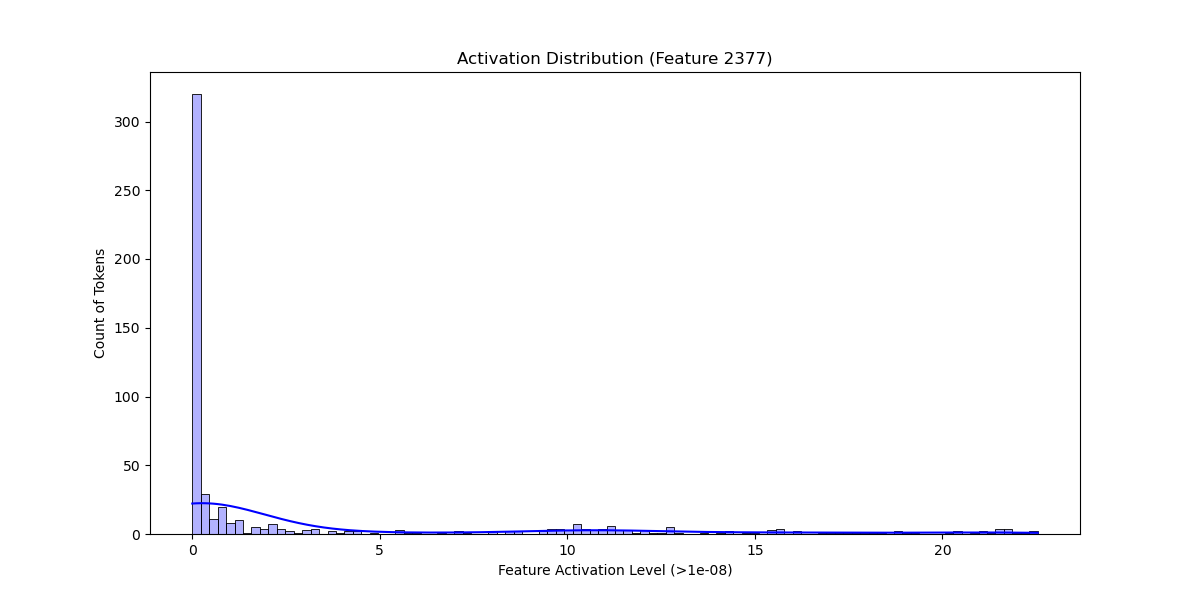 Activation Distribution (Feature 2377)
300
250
200
150
100
50
0
Count of Tokens
0 5 10 15 20
Feature Activation Level (>1e-08)